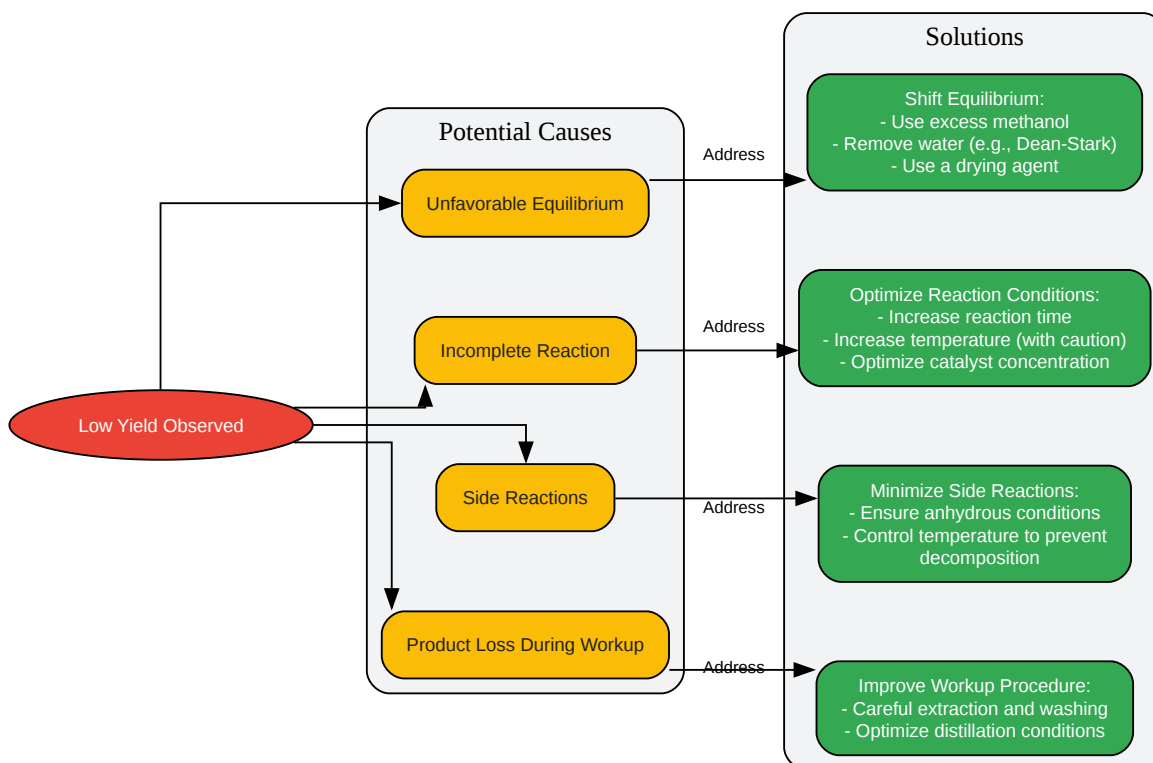 Solutions
Shift Equilibrium:
- Use excess methanol
- Remove water (e.g., Dean-Stark)
- Use a drying agent
Potential Causes
Address
Unfavorable Equilibrium
Optimize Reaction Conditions:
- Increase reaction time
- Increase temperature (with caution)
- Optimize catalyst concentration
Address
Incomplete Reaction
Low Yield Observed
Minimize Side Reactions:
- Ensure anhydrous conditions
- Control temperature to prevent
decomposition
Side Reactions
Address
Product Loss During Workup
Address
Improve Workup Procedure:
- Careful extraction and washing
- Optimize distillation conditions